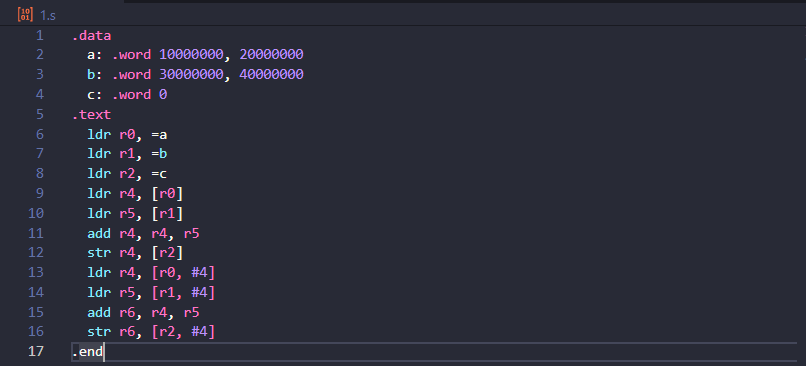 10
01 1.s
1 .data
2 a: .word 10000000, 20000000
3 b: .word 30000000, 40000000
4 c: .word 0
5 .text
6 ldr r0, =a
7 ldr r1, =b
8 ldr r2, =c
9 ldr r4, [r0]
10 ldr r5, [r1]
11 add r4, r4, r5
12 str r4, [r2]
13 ldr r4, [r0, #4]
14 ldr r5, [r1, #4]
15 add r6, r4, r5
16 str r6, [r2, #4]
17 .end